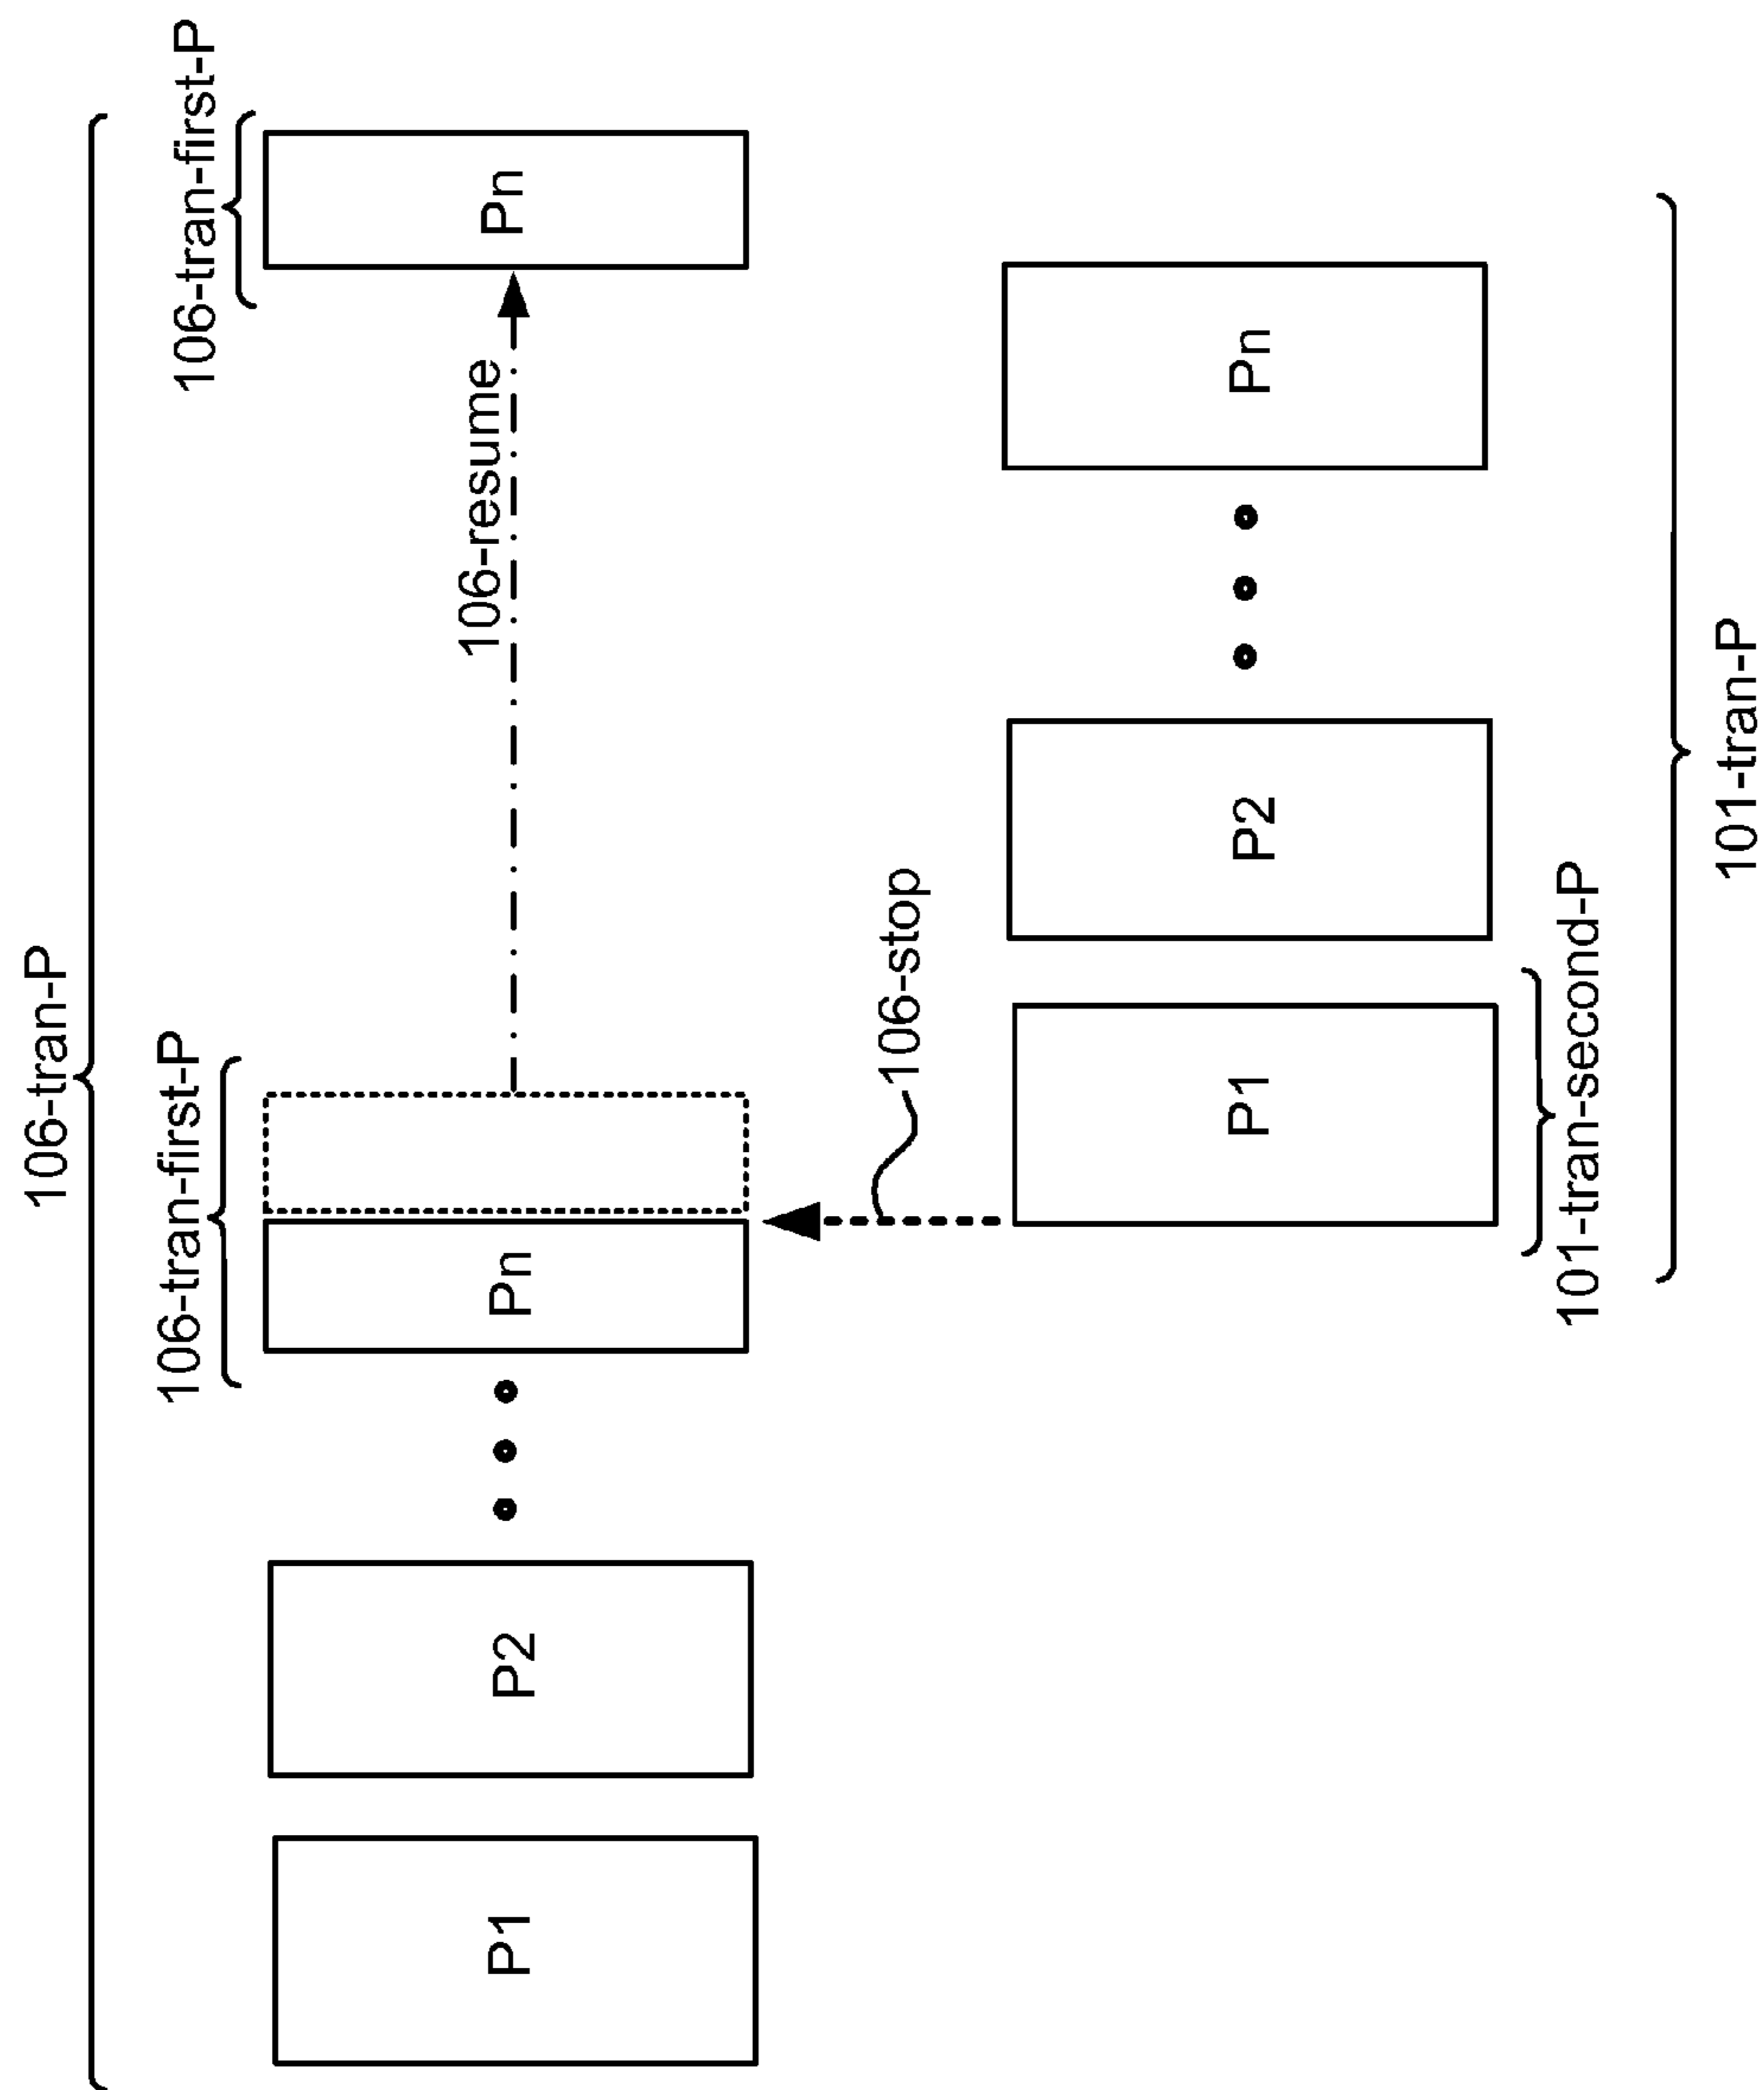 106-tran-P
106-tran-first-P
106-tran-first-P
P1
P2
Pn
106-resume
Pn
106-stop
P1
P2
Pn
101-tran-second-P
101-tran-P